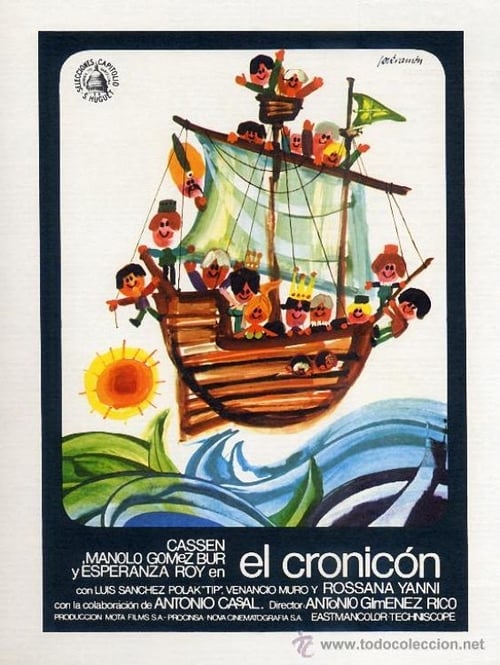 SELECCIONES CAPITOLIO
S. HUGUET
CASSEN
MANOLO GOMeZ BUR
y ESPERANZA ROY en
el cronicón
con LUIS SANCHEZ POLAK "TIP", VENANCIO MURO Y ROSSANA YANNI
con la colaboración de ANTONIO CASAL. Director ANTONIO GIMENEZ RICO
PRODUCCION MOTA FILMS S.A.-PROCINSA-NOVA CINEMATOGRAFIA S.A. EASTMANCOLOR TECHNISCOPE
www.todocoleccion.net